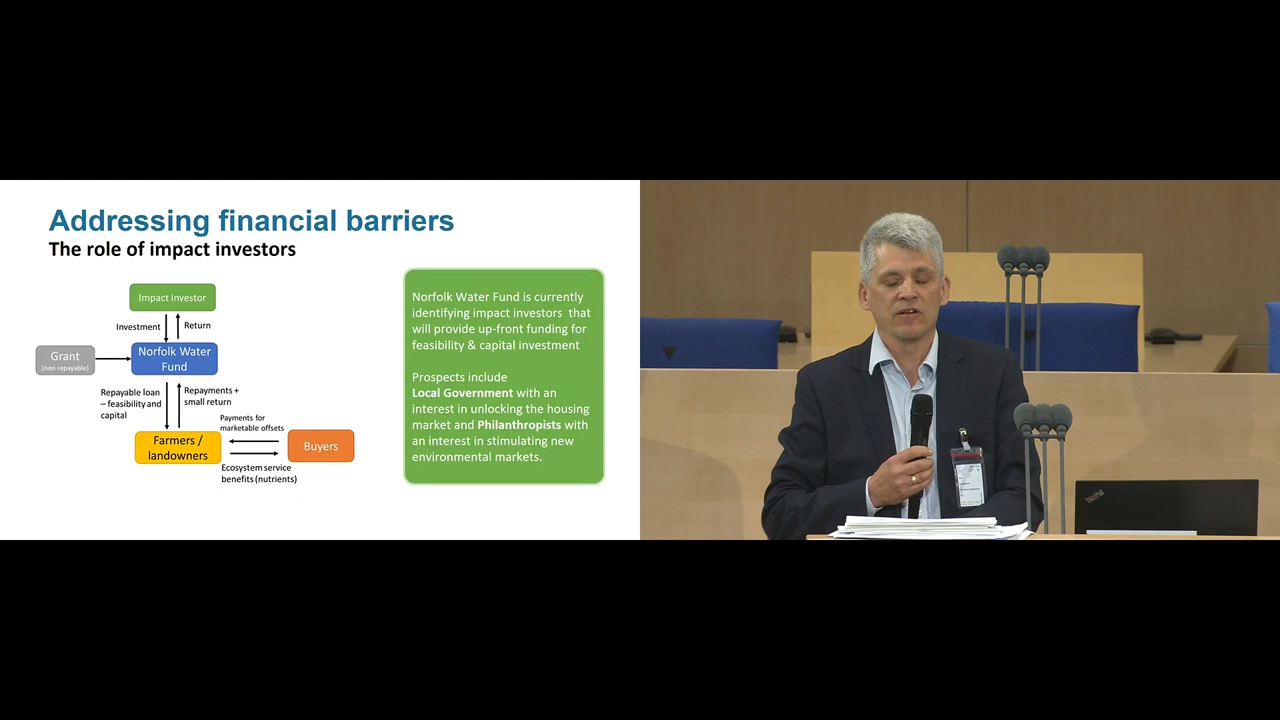 Addressing financial barriers
The role of impact investors
Impact Investor
Investment
Return
Grant
(non repayable)
Norfolk Water
Fund
Repayable loan
– feasibility and
capital
Repayments +
small return
Payments for
marketable offsets
Farmers /
landowners
Buyers
Ecosystem service
benefits (nutrients)
Norfolk Water Fund is currently
identifying impact investors that
will provide up-front funding for
feasibility & capital investment
Prospects include
Local Government with an
interest in unlocking the housing
market and Philanthropists with
an interest in stimulating new
environmental markets.
ThinkPad